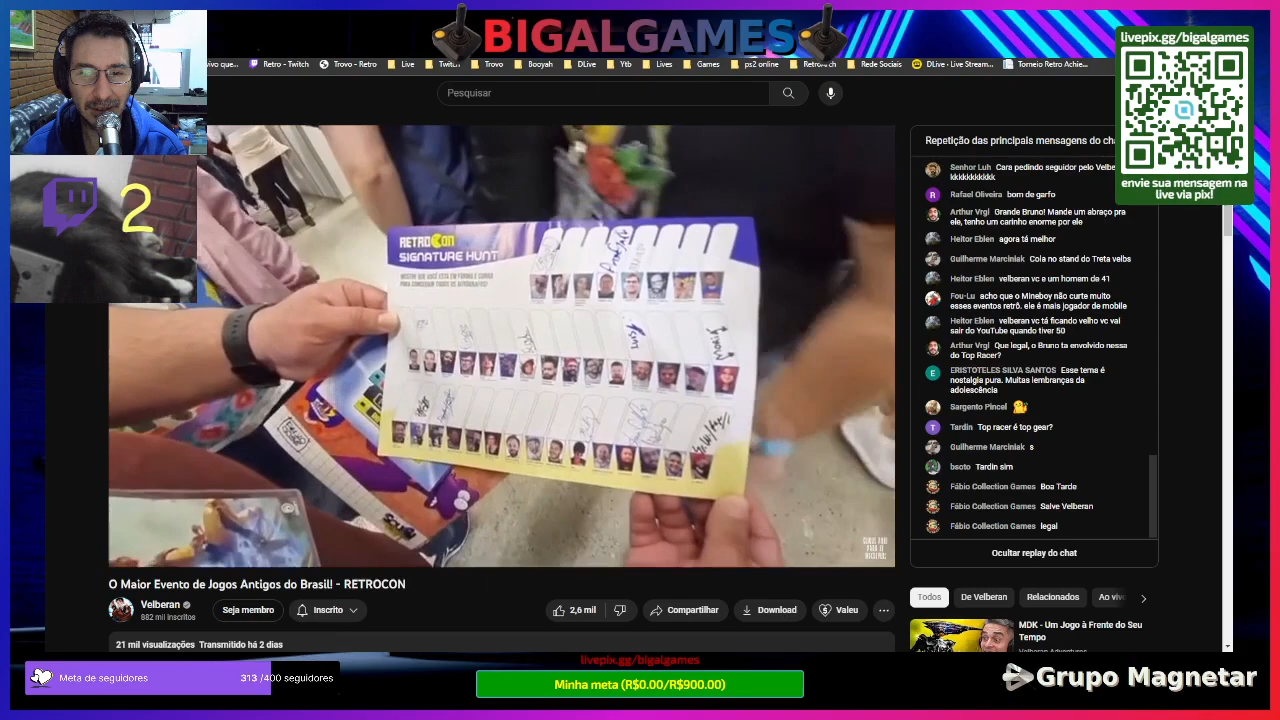 BIGALGAMES
livepix.gg/bigalgames
envie sua mensagem na
live via pix!
vivo que...
Retro - Twitch
Trovo - Retro
Live
Twitch
Trovo
Booyah
DLive
Ytb
Lives
Games
ps2 online
Rede Sociais
DLive · Live Stream...
Torneio Retro Achie...
Pesquisar
2
RETROCON
SIGNATURE HUNT
Repetição das principais mensagens do cha
Senhor Luh Cara pedindo seguidor pelo Velbe
kkkkkkkkkkk
Rafael Oliveira bom de garfo
Arthur Vrgl Grande Bruno! Mande um abraço pra
ele, tenho um carinho enorme por ele
Heitor Eblen agora tá melhor
Guilherme Marciniak Cola no stand do Treta velbs
Heitor Eblen velberan vc e um homem de 41
Fou-Lu acho que o Mineboy não curte muito
esses eventos retrô. ele é mais jogador de mobile
Heitor Eblen velberan vc tá ficando velho vc vai
sair do YouTube quando tiver 50
Arthur Vrgl Que legal, o Bruno ta envolvido nessa
do Top Racer?
ERISTOTELES SILVA SANTOS Esse tema é
nostalgia pura. Muitas lembranças da
adolescência
Sargento Pincel
Tardin Top racer é top gear?
Guilherme Marciniak s
bsoto Tardin sim
Fábio Collection Games Boa Tarde
Fábio Collection Games Salve Velberan
Fábio Collection Games legal
Ocultar replay do chat
O Maior Evento de Jogos Antigos do Brasil! - RETROCON
Velberan
882 mil inscritos
Seja membro
Inscrito
2,6 mil
Compartilhar
Download
Valeu
21 mil visualizações Transmitido há 2 dias
Todos
De Velberan
Relacionados
Ao vivo
MDK - Um Jogo à Frente do Seu
Tempo
Velberan Adventures
Meta de seguidores
313 /400 seguidores
livepix.gg/bigalgames
Minha meta (R$0.00/R$900.00)
Grupo Magnetar